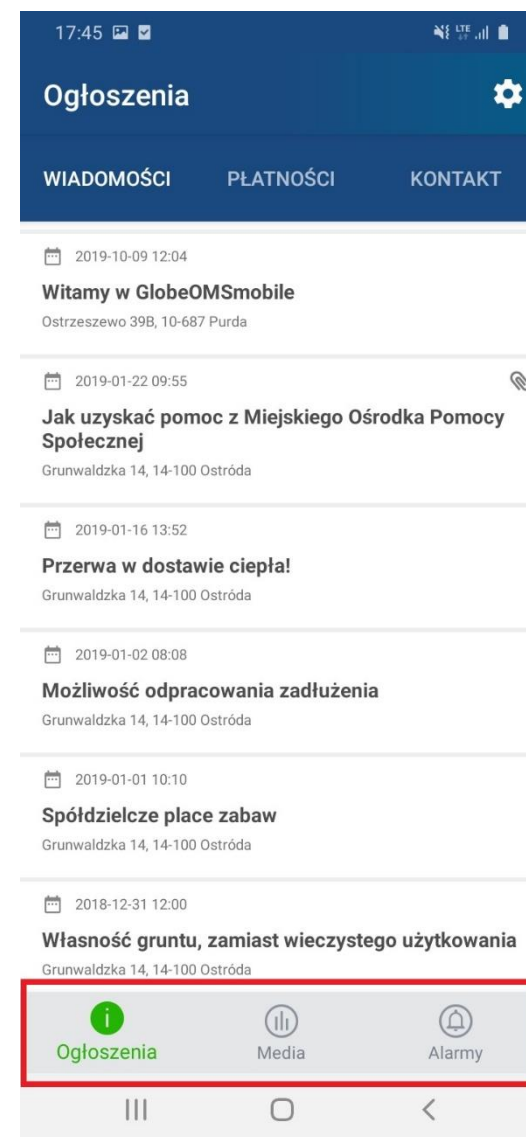 17:45
LTE
Ogłoszenia
WIADOMOŚCI PŁATNOŚCI KONTAKT
2019-10-09 12:04
Witamy w GlobeOMSmobile
Ostrzeszewo 39B, 10-687 Purda
2019-01-22 09:55
Jak uzyskać pomoc z Miejskiego Ośrodka Pomocy
Społecznej
Grunwaldzka 14, 14-100 Ostróda
2019-01-16 13:52
Przerwa w dostawie ciepła!
Grunwaldzka 14, 14-100 Ostróda
2019-01-02 08:08
Możliwość odpracowania zadłużenia
Grunwaldzka 14, 14-100 Ostróda
2019-01-01 10:10
Spółdzielcze place zabaw
Grunwaldzka 14, 14-100 Ostróda
2018-12-31 12:00
Własność gruntu, zamiast wieczystego użytkowania
Grunwaldzka 14, 14-100 Ostróda
Ogłoszenia Media Alarmy